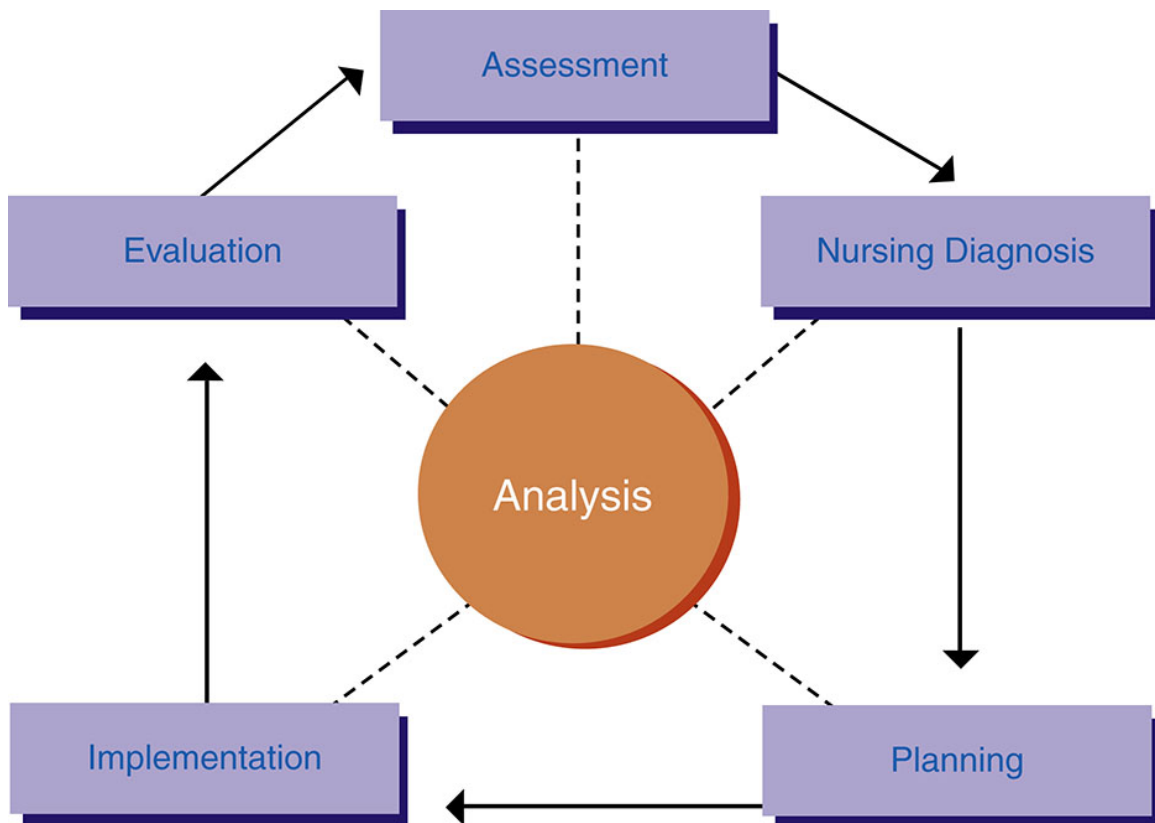 Assessment
Evaluation
Nursing Diagnosis
Analysis
Implementation
Planning